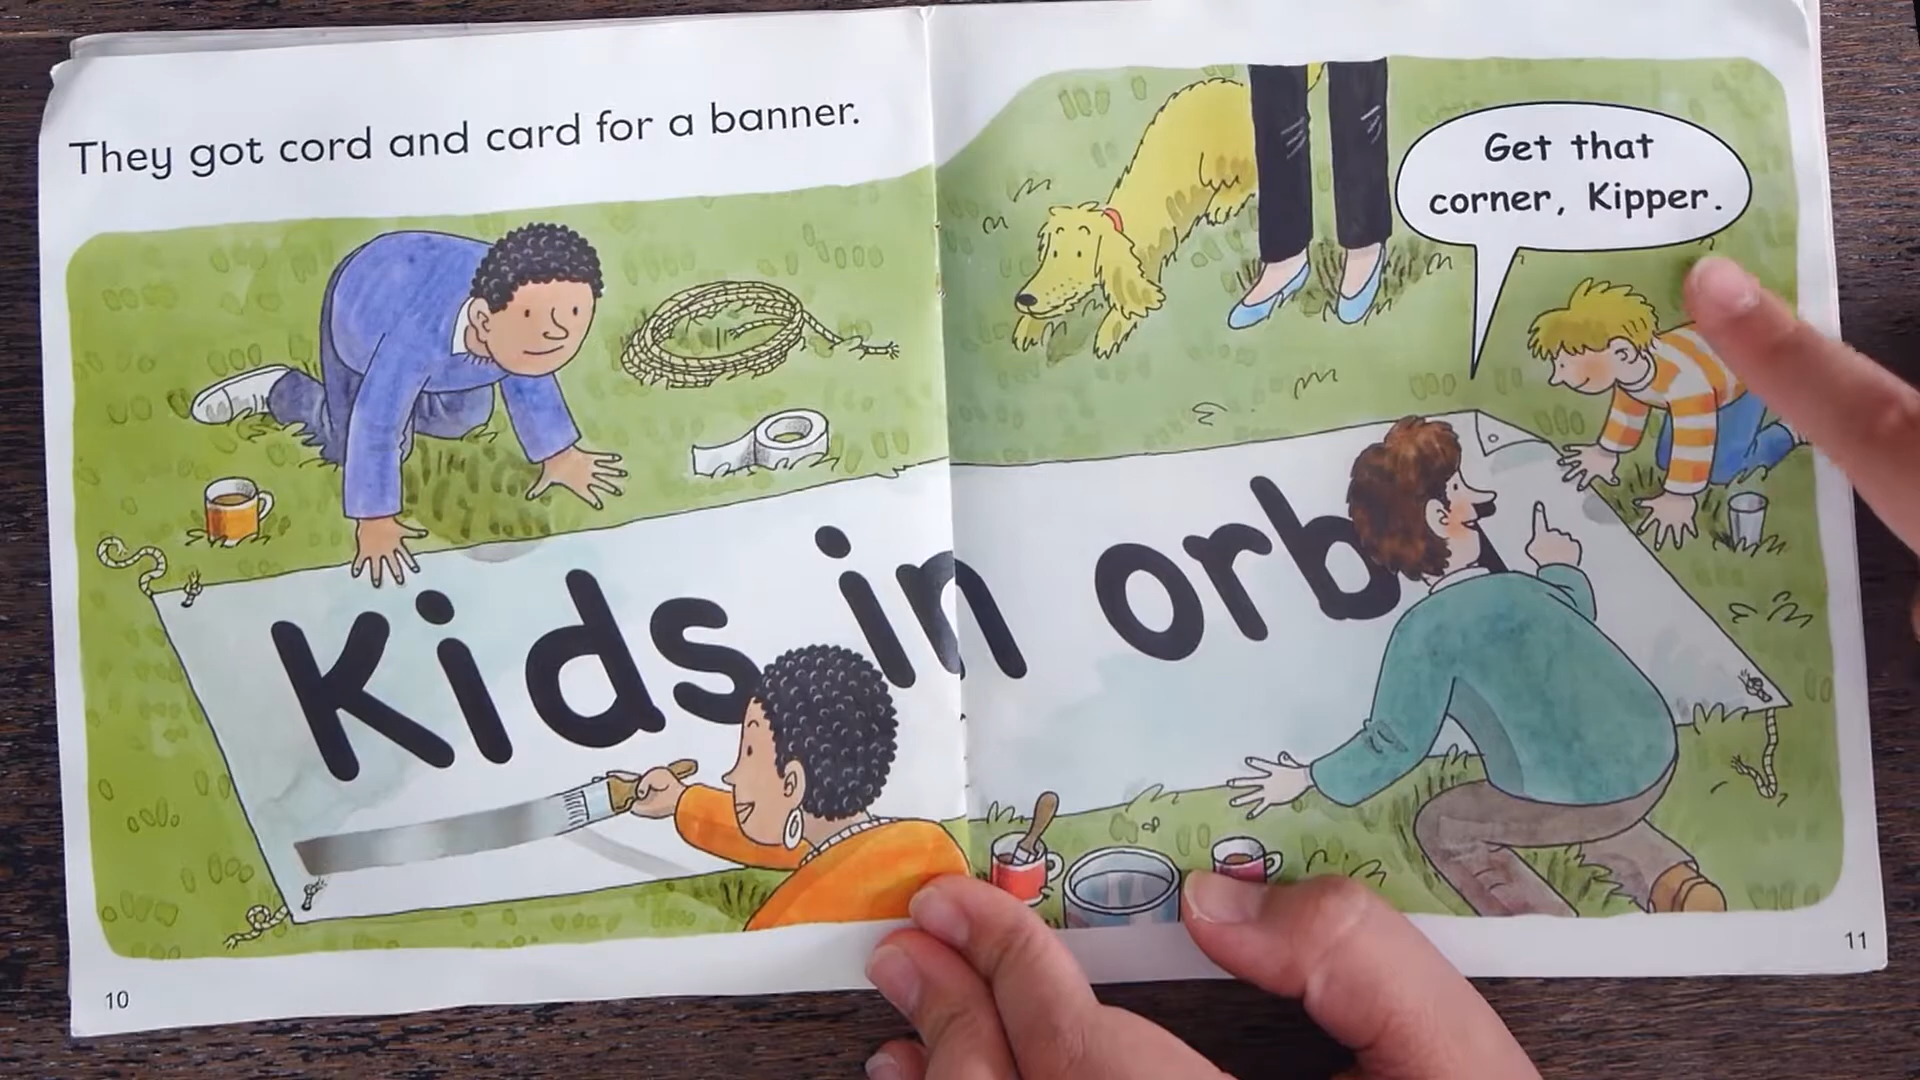 They got cord and card for a banner.
Get that
corner, Kipper.
Kids in orb
10
11